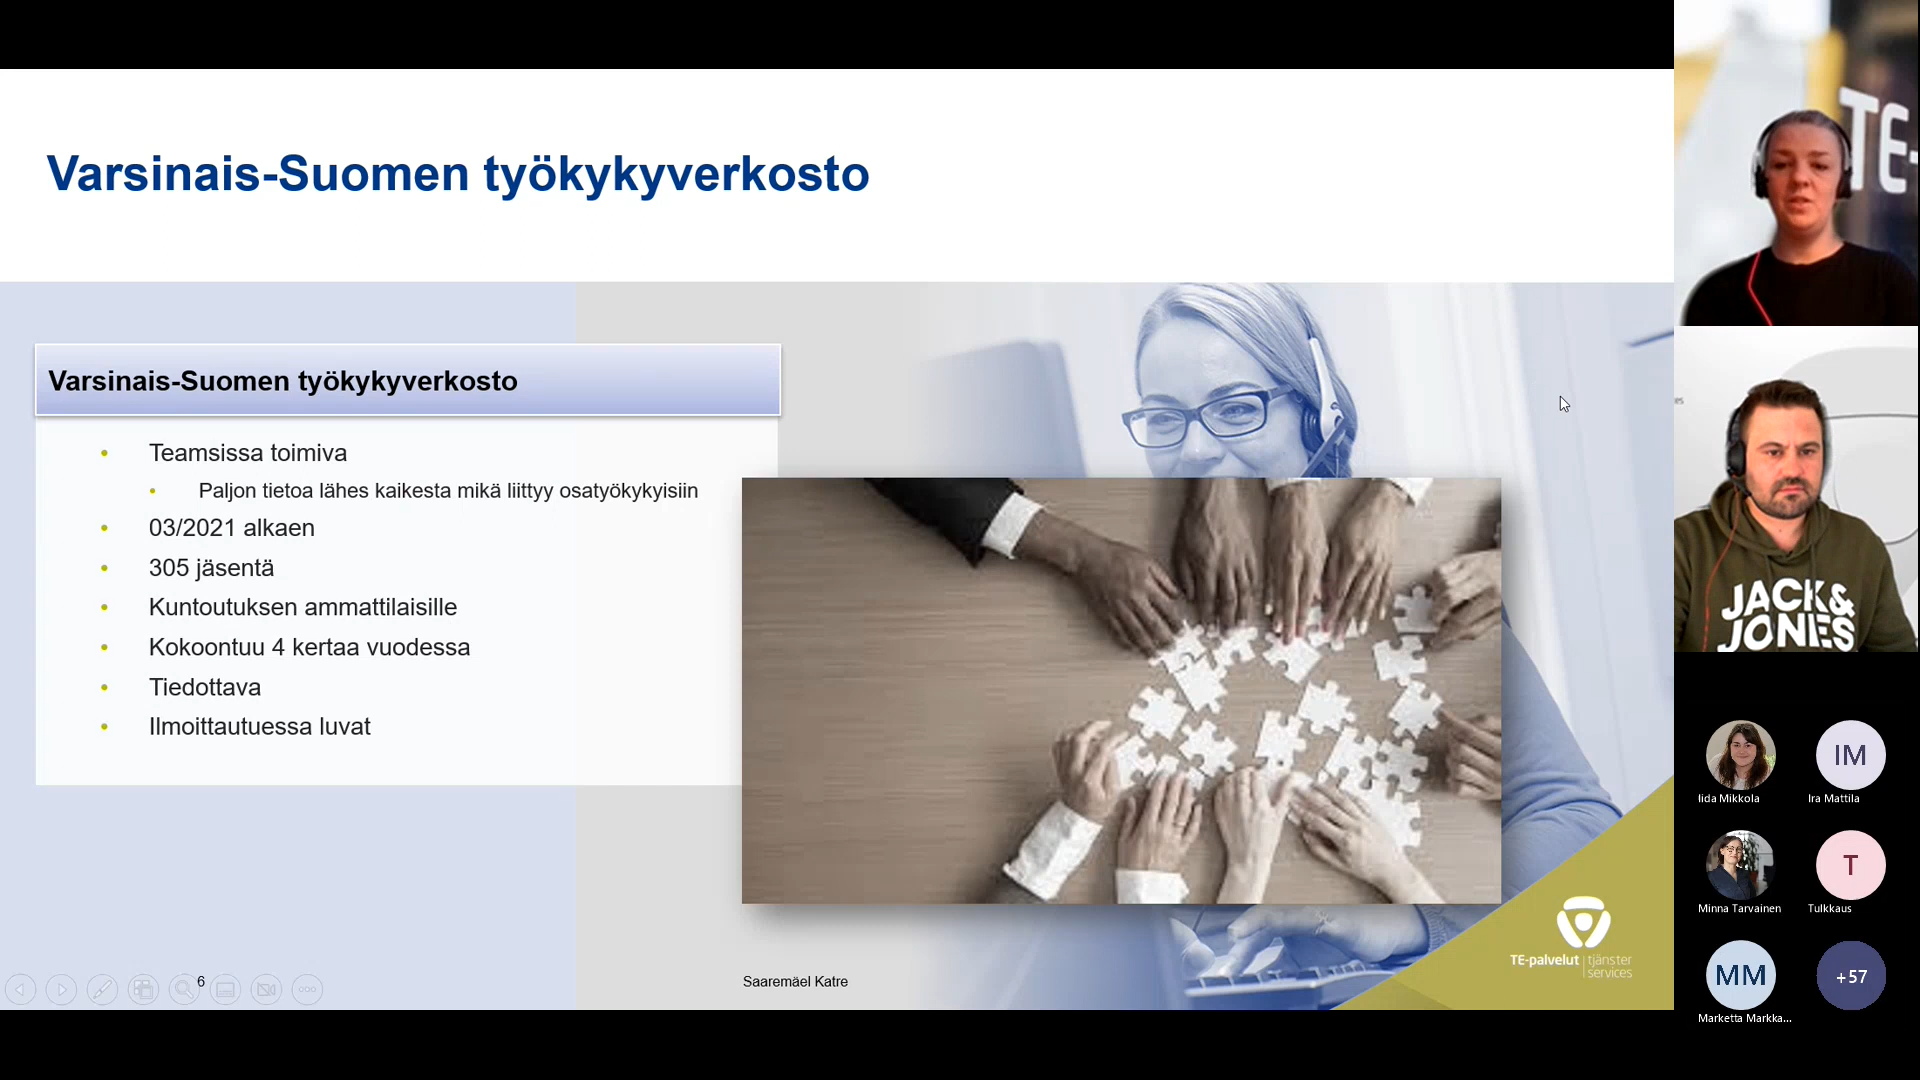 Varsinais-Suomen työkykyverkosto
Varsinais-Suomen työkykyverkosto
• Teamsissa toimiva
• Paljon tietoa lähes kaikesta mikä liittyy osatyökykyisiin
• 03/2021 alkaen
• 305 jäsentä
• Kuntoutuksen ammattilaisille
• Kokoontuu 4 kertaa vuodessa
• Tiedottava
• Ilmoittautuessa luvat
6
Saaremäel Katre
TE-palvelut | tjänster
services
TE-
JACK&
JONES
Iida Mikkola
IM
Ira Mattila
Minna Tarvainen
T
Tulkkaus
MM
Marketta Markka...
+57